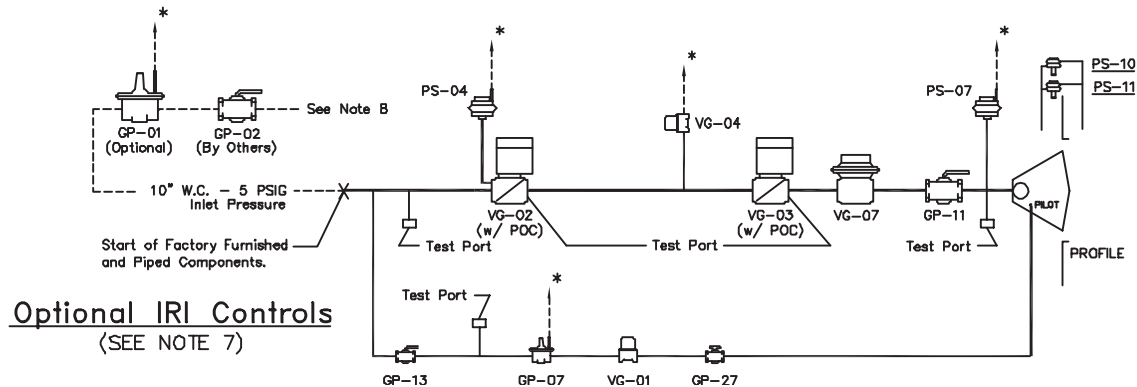 *
*
*
*
PS-04
PS-07
PS-10
PS-11
See Note B
GP-01
(Optional)
GP-02
(By Others)
VG-04
10" W.C. - 5 PSIG
Inlet Pressure
VG-02
(w/ POC)
VG-03
(w/ POC)
VG-07
GP-11
PILOT
Start of Factory Furnished
and Piped Components.
Test Port
Test Port
Test Port
PROFILE
Optional IRI Controls
(SEE NOTE 7)
Test Port
*
GP-13
GP-07
VG-01
GP-27